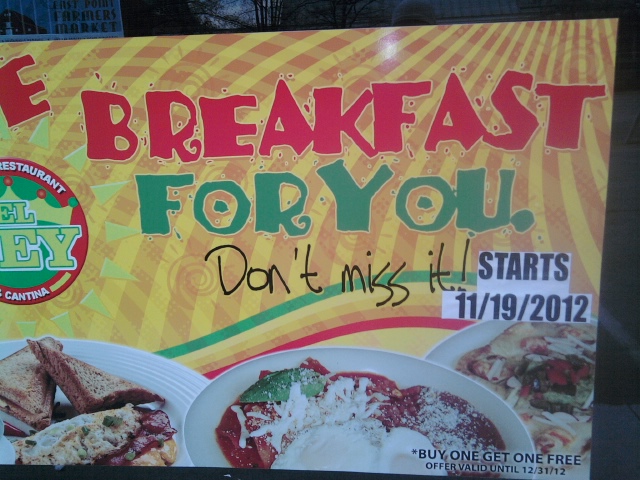 EAST POINT
FARMERS
MARKET
E BREAKFAST
FOR YOU.
RESTAURANT
EL
EY
& CANTINA
Don't miss it!
STARTS
11/19/2012
*BUY ONE GET ONE FREE
OFFER VALID UNTIL 12/31/12